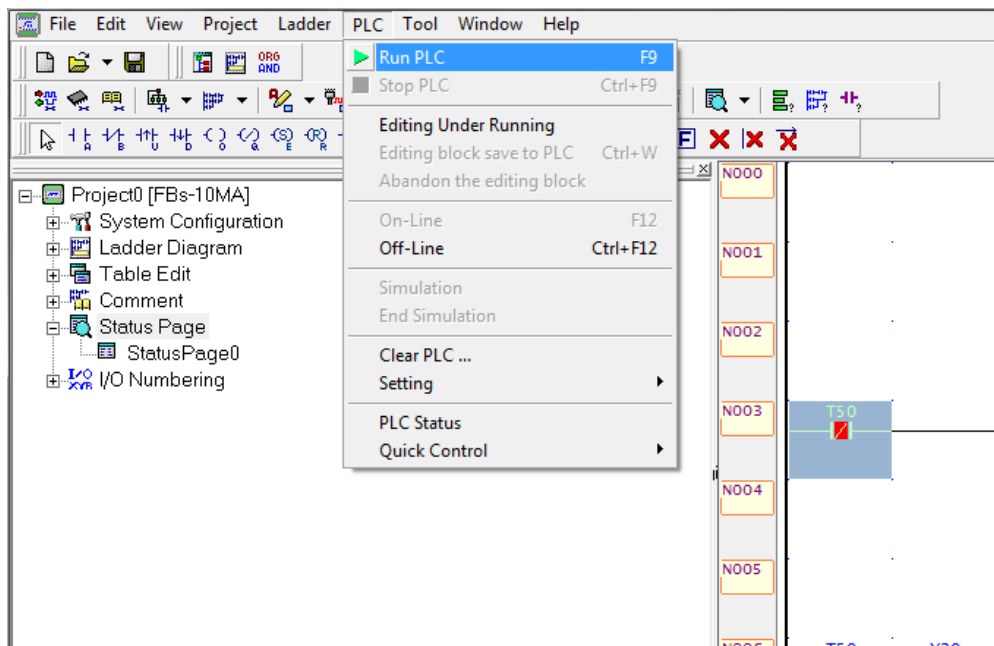 File Edit View Project Ladder PLC Tool Window Help
ORG
AND
Run PLC F9
Stop PLC Ctrl+F9
Editing Under Running
Editing block save to PLC Ctrl+W
Abandon the editing block
On-Line F12
Off-Line Ctrl+F12
Simulation
End Simulation
Clear PLC ...
Setting
PLC Status
Quick Control
Project0 [FBs-10MA]
System Configuration
Ladder Diagram
Table Edit
Comment
Status Page
StatusPage0
I/O Numbering
N000
N001
N002
N003 T50
N004
N005